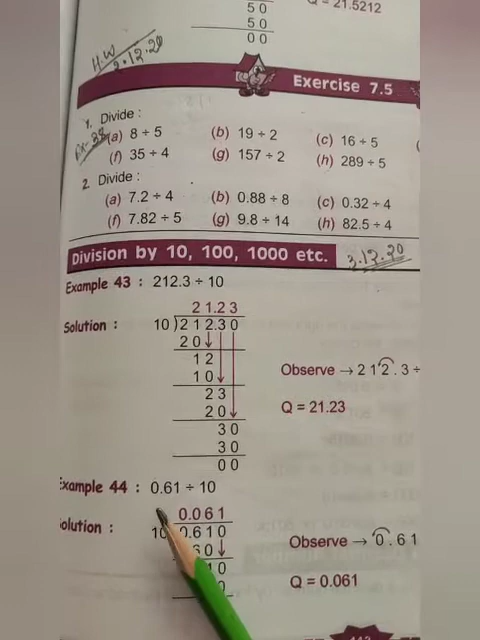 50
Q = 21.5212
50
00
H.W
2.12.20
Exercise 7.5
1. Divide :
(a) 8 ÷ 5 (b) 19 ÷ 2 (c) 16 ÷ 5
(f) 35 ÷ 4 (g) 157 ÷ 2 (h) 289 ÷ 5
2. Divide :
(a) 7.2 ÷ 4 (b) 0.88 ÷ 8 (c) 0.32 ÷ 4
(f) 7.82 ÷ 5 (g) 9.8 ÷ 14 (h) 82.5 ÷ 4
Division by 10, 100, 1000 etc. 3.12.20
Example 43 : 212.3 ÷ 10
21.23
Solution : 10)212.30
20
12
10
Observe → 212.3 ÷
23
20
Q = 21.23
30
30
00
Example 44 : 0.61 ÷ 10
0.061
Solution : 10 0.610
60
Observe → 0.61
10
Q = 0.061